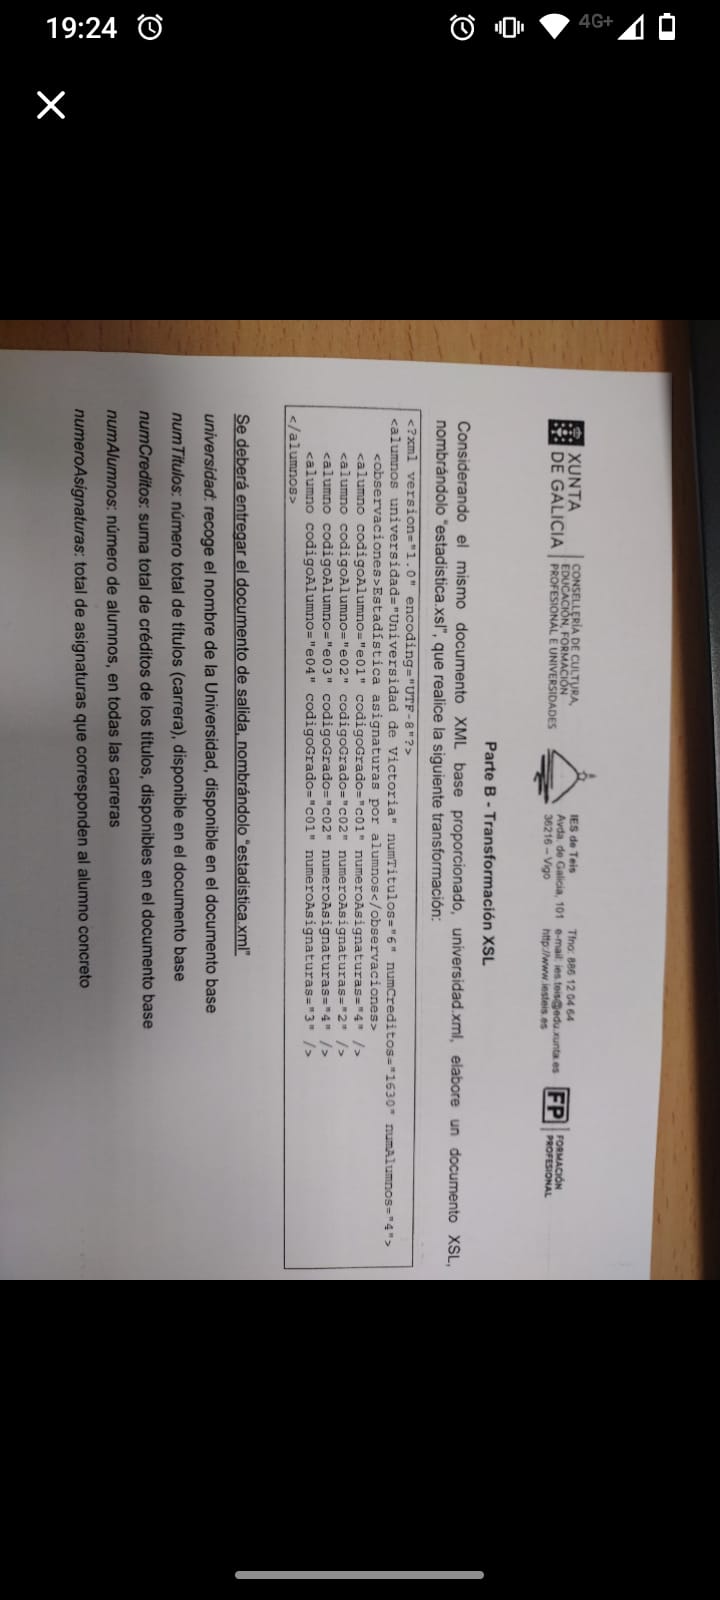 19:24
4G+
XUNTA
DE GALICIA
CONSELLERÍA DE CULTURA,
EDUCACIÓN, FORMACIÓN
PROFESIONAL E UNIVERSIDADES
IES de Teis
Avda. de Galicia, 101
36216 – Vigo
Tfno: 886 12 04 64
e-mail: ies.teis@edu.xunta.es
http://www.iesteis.es
FP
FORMACIÓN
PROFESIONAL
Parte B - Transformación XSL
Considerando el mismo documento XML base proporcionado, universidad.xml, elabore un documento XSL,
nombrándolo "estadistica.xsl", que realice la siguiente transformación:
<?xml version="1.0" encoding="UTF-8"?>
<alumnos universidad="Universidad de Victoria" numTitulos="6" numCreditos="1630" numAlumnos="4">
<observaciones>Estadística asignaturas por alumnos</observaciones>
<alumno codigoAlumno="e01" codigoGrado="c01" numeroAsignaturas="4" />
<alumno codigoAlumno="e02" codigoGrado="c02" numeroAsignaturas="2" />
<alumno codigoAlumno="e03" codigoGrado="c02" numeroAsignaturas="4" />
<alumno codigoAlumno="e04" codigoGrado="c01" numeroAsignaturas="3" />
</alumnos>
Se deberá entregar el documento de salida, nombrándolo "estadistica.xml"
universidad: recoge el nombre de la Universidad, disponible en el documento base
numTitulos: número total de títulos (carrera), disponible en el documento base
numCreditos: suma total de créditos de los títulos, disponibles en el documento base
numAlumnos: número de alumnos, en todas las carreras
numeroAsignaturas: total de asignaturas que corresponden al alumno concreto